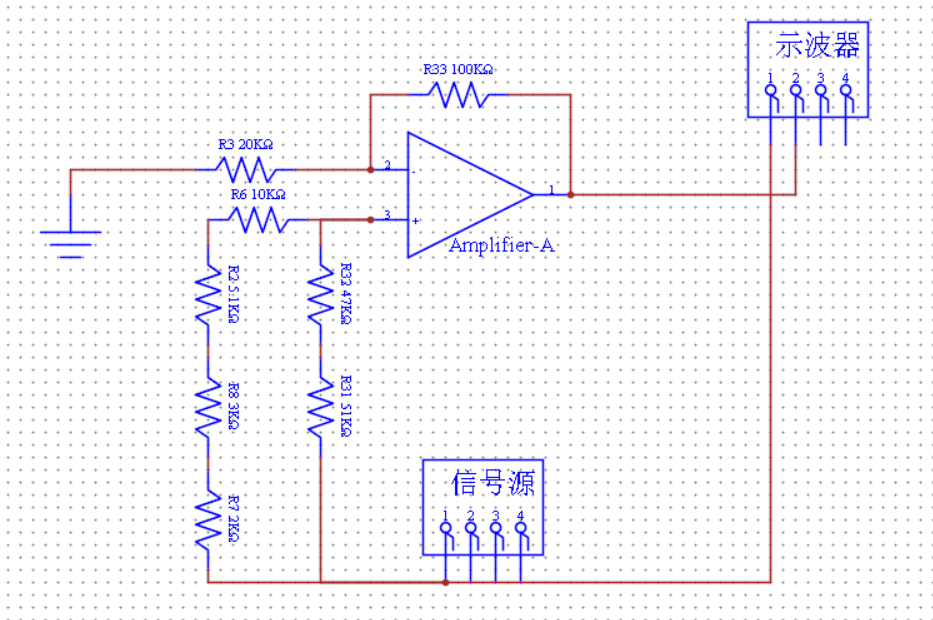 示波器
1 2 3 4
R33 100KΩ
R3 20KΩ
2
-
R6 10KΩ
1
3
+
Amplifier-A
R2 5.1KΩ
R32 47KΩ
R8 3KΩ
R31 51KΩ
信号源
1 2 3 4
R7 2KΩ